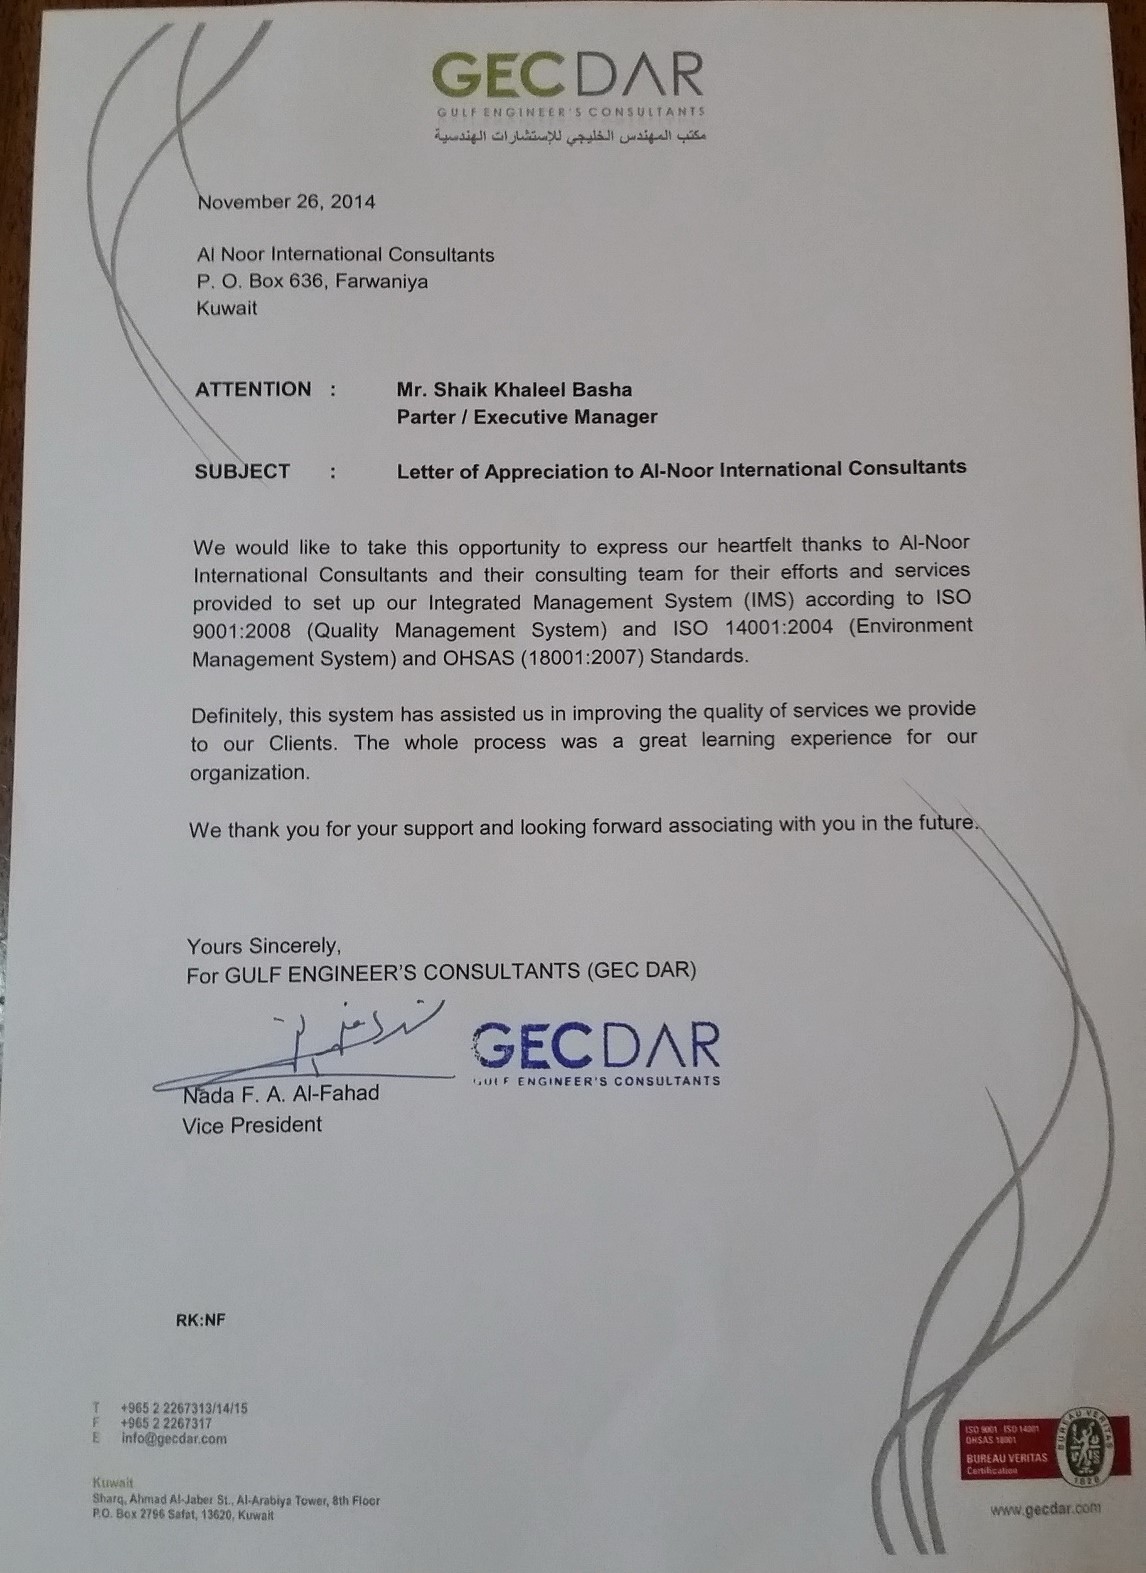 GECDAR
GULF ENGINEER'S CONSULTANTS
مكتب المهندس الخليجي للإستشارات الهندسية
November 26, 2014
Al Noor International Consultants
P. O. Box 636, Farwaniya
Kuwait
ATTENTION : Mr. Shaik Khaleel Basha
Parter / Executive Manager
SUBJECT : Letter of Appreciation to Al-Noor International Consultants
We would like to take this opportunity to express our heartfelt thanks to Al-Noor
International Consultants and their consulting team for their efforts and services
provided to set up our Integrated Management System (IMS) according to ISO
9001:2008 (Quality Management System) and ISO 14001:2004 (Environment
Management System) and OHSAS (18001:2007) Standards.
Definitely, this system has assisted us in improving the quality of services we provide
to our Clients. The whole process was a great learning experience for our
organization.
We thank you for your support and looking forward associating with you in the future.
Yours Sincerely,
For GULF ENGINEER'S CONSULTANTS (GEC DAR)
GECDAR
GULF ENGINEER'S CONSULTANTS
Nada F. A. Al-Fahad
Vice President
RK:NF
T +965 2 2267313/14/15
F +965 2 2267317
E info@gecdar.com
Kuwait
Sharq, Ahmad Al-Jaber St., Al-Arabiya Tower, 8th Floor
P.O. Box 2796 Safat, 13620, Kuwait
ISO 9001 ISO 14001
OHSAS 18001
BUREAU VERITAS
Certification
BUREAU VERITAS
1828
www.gecdar.com